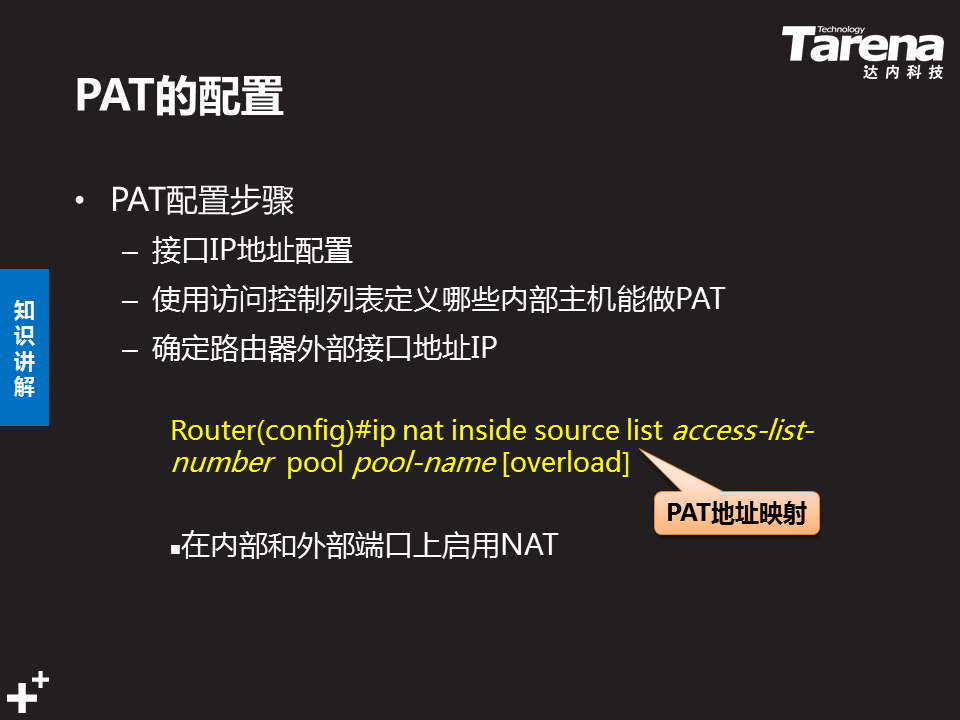 Technology
Tarena
达内科技
PAT的配置
• PAT配置步骤
– 接口IP地址配置
– 使用访问控制列表定义哪些内部主机能做PAT
– 确定路由器外部接口地址IP
知识讲解
Router(config)#ip nat inside source list access-list-
number pool pool-name [overload]
PAT地址映射
▪在内部和外部端口上启用NAT